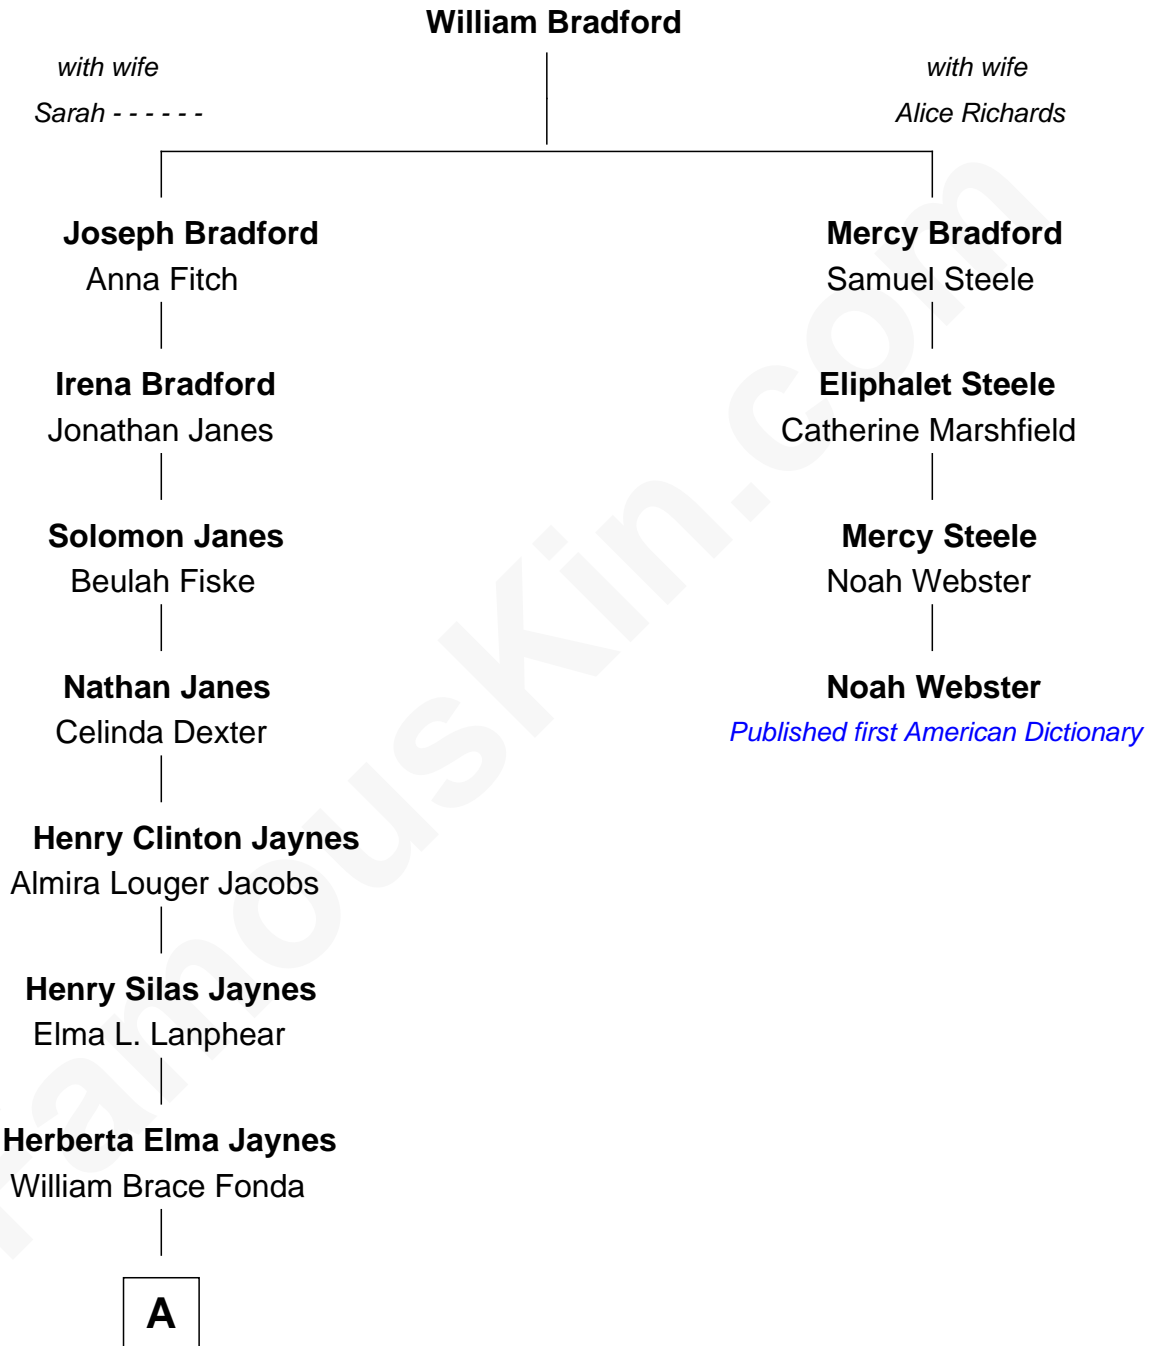 William Bradford
with wife
Sarah - - - - - -
with wife
Alice Richards
Joseph Bradford
Anna Fitch
Mercy Bradford
Samuel Steele
Irena Bradford
Jonathan Janes
Eliphalet Steele
Catherine Marshfield
Solomon Janes
Beulah Fiske
Mercy Steele
Noah Webster
Nathan Janes
Celinda Dexter
Noah Webster
Published first American Dictionary
Henry Clinton Jaynes
Almira Louger Jacobs
Henry Silas Jaynes
Elma L. Lanphear
Herberta Elma Jaynes
William Brace Fonda
A
FamousKin.com